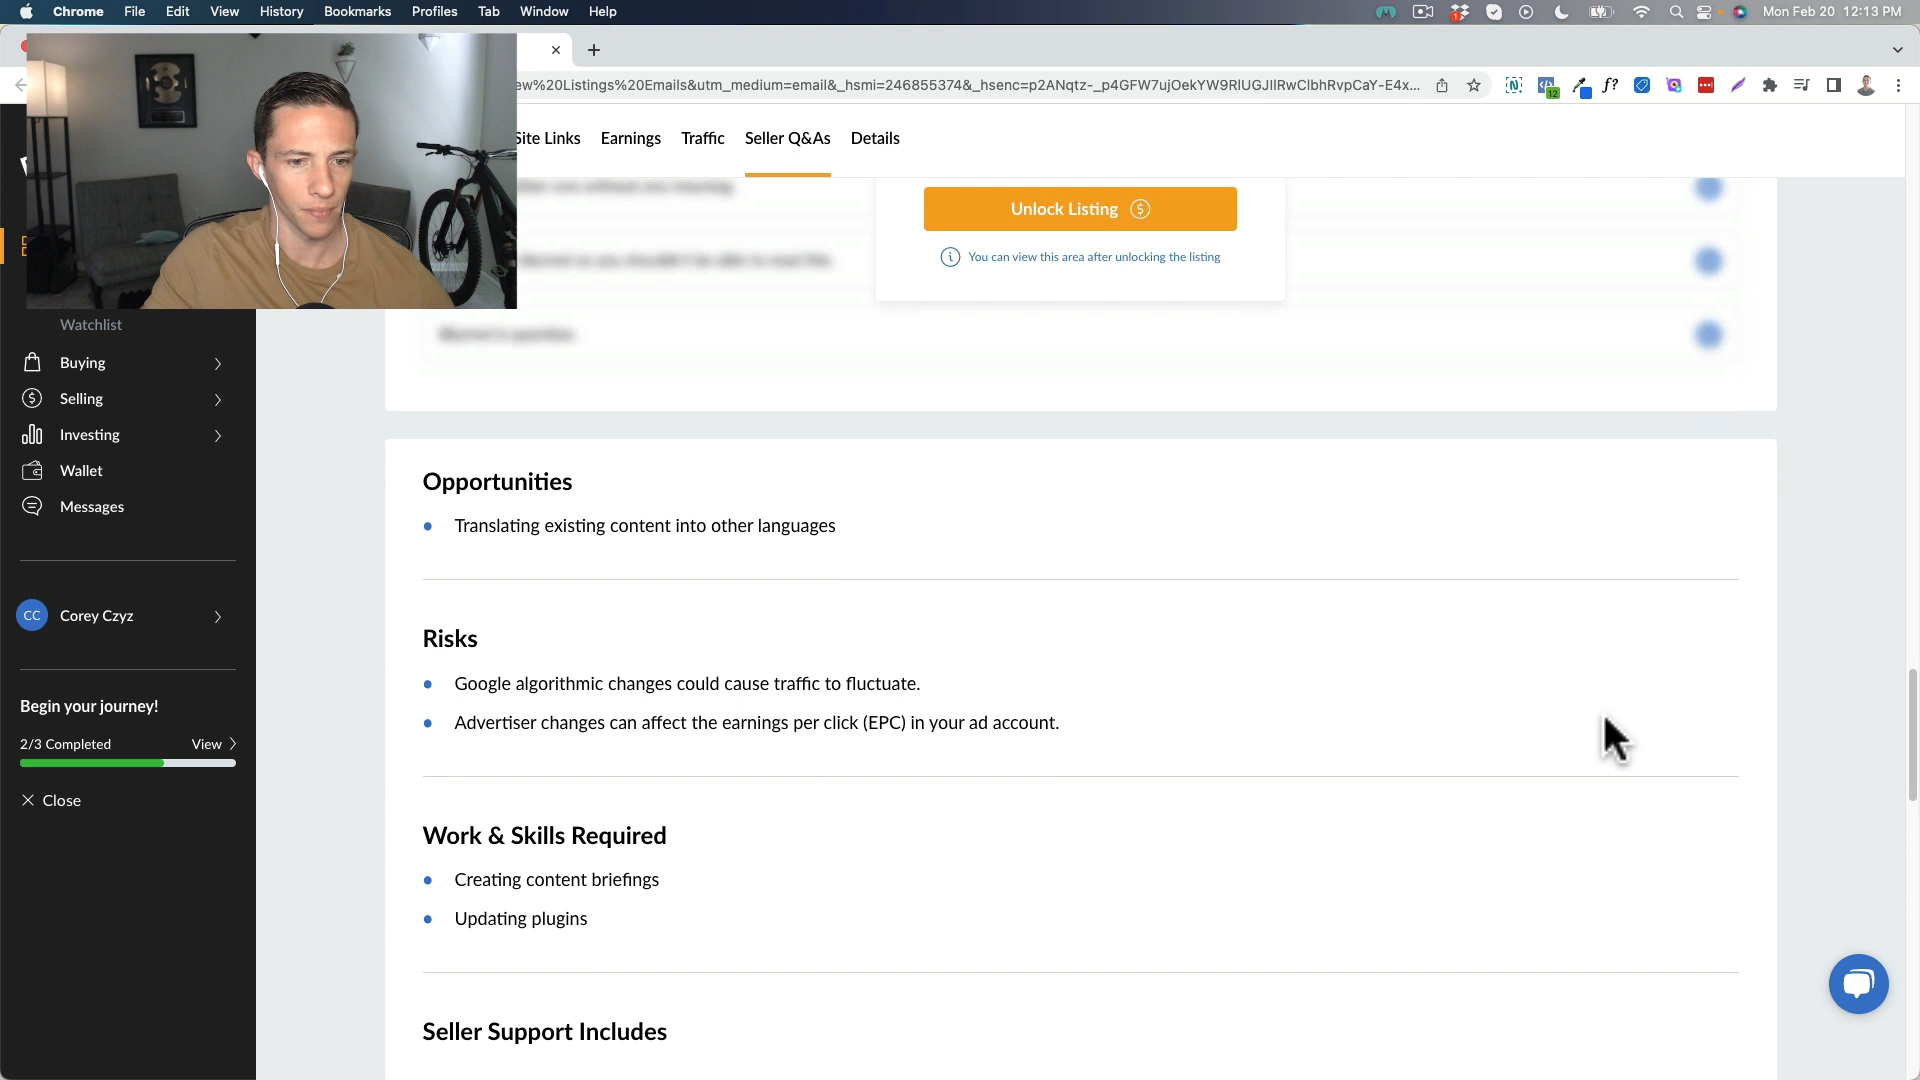 Chrome File Edit View History Bookmarks Profiles Tab Window Help
Mon Feb 20 12:13 PM
ew%20Listings%20Emails&utm_medium=email&_hsmi=246855374&_hsenc=p2ANqtz-_p4GFW7ujOekYW9RlUGJlIRwClbhRvpCaY-E4x...
12
Site Links Earnings Traffic Seller Q&As Details
Unlock Listing
You can view this area after unlocking the listing
Watchlist
Buying
Selling
Investing
Wallet
Messages
CC Corey Czyz
Begin your journey!
2/3 Completed View
Close
Opportunities
Translating existing content into other languages
Risks
Google algorithmic changes could cause traffic to fluctuate.
Advertiser changes can affect the earnings per click (EPC) in your ad account.
Work & Skills Required
Creating content briefings
Updating plugins
Seller Support Includes